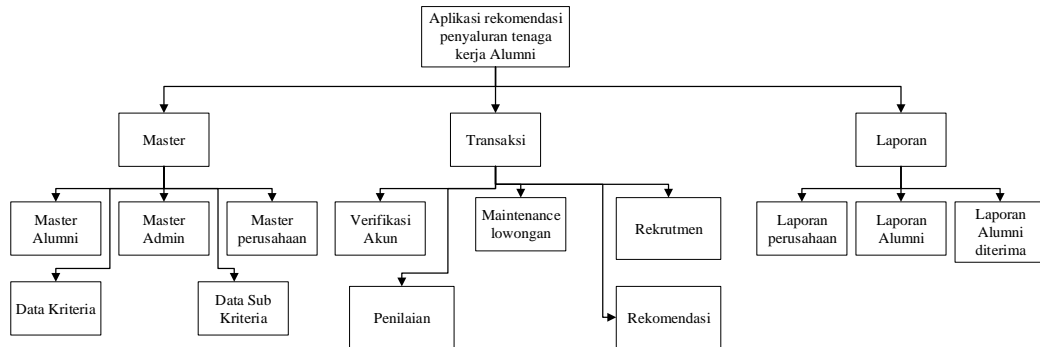 Aplikasi rekomendasi
penyaluran tenaga
kerja Alumni
Master
Transaksi
Laporan
Master
Alumni
Master
Admin
Master
perusahaan
Verifikasi
Akun
Maintenance
lowongan
Rekrutmen
Laporan
perusahaan
Laporan
Alumni
Laporan
Alumni
diterima
Data Kriteria
Data Sub
Kriteria
Penilaian
Rekomendasi